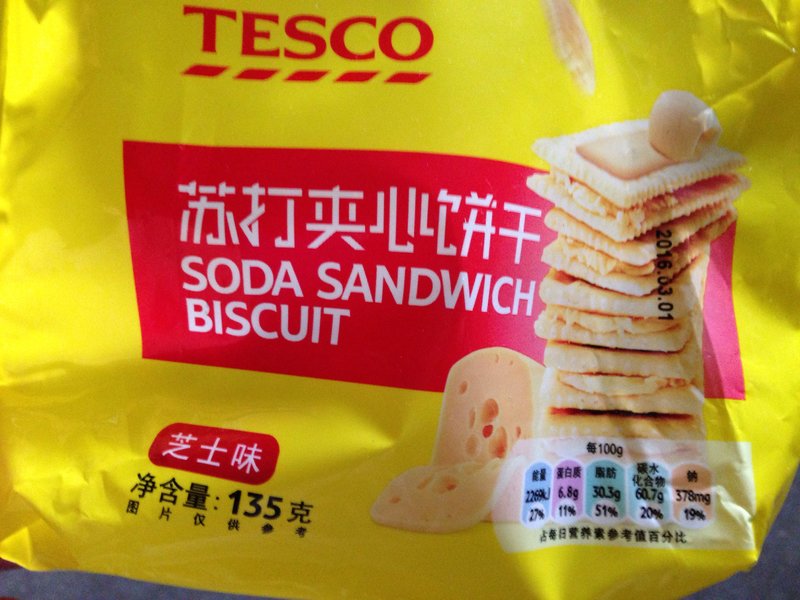 TESCO
苏打夹心饼干
SODA SANDWICH
BISCUIT
2016.03.01
芝士味
净含量：135克
图片仅供参考
每100g
能量 蛋白质 脂肪 碳水化合物 钠
2269kJ 6.8g 30.3g 60.7g 378mg
27% 11% 51% 20% 19%
占每日营养素参考值百分比